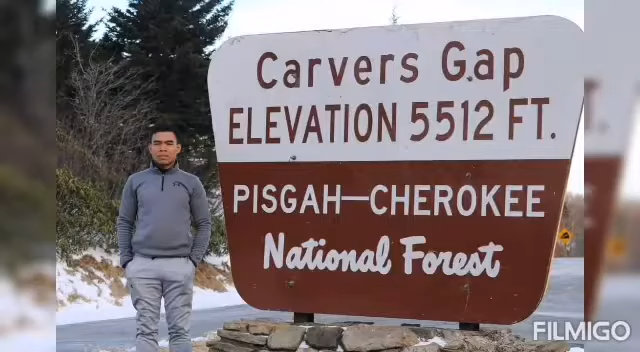 Carvers Gap
ELEVATION 5512 FT.
PISGAH—CHEROKEE
National Forest
FILMIGO